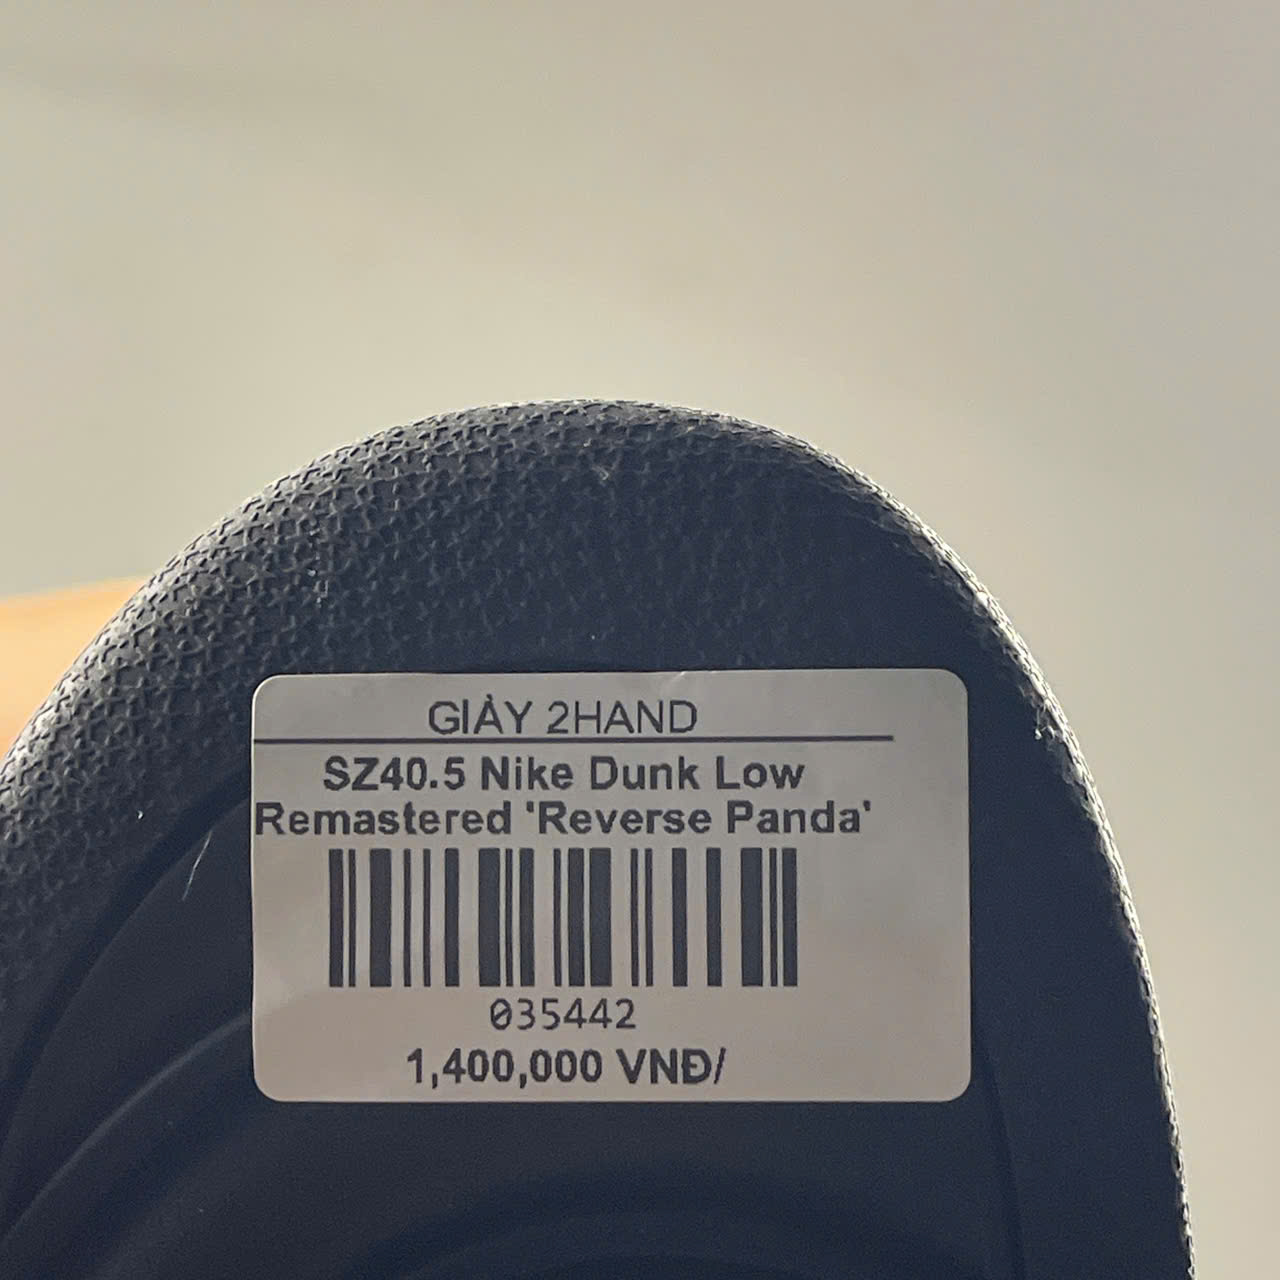 GIÀY 2HAND
SZ40.5 Nike Dunk Low
Remastered 'Reverse Panda'
035442
1,400,000 VNĐ/